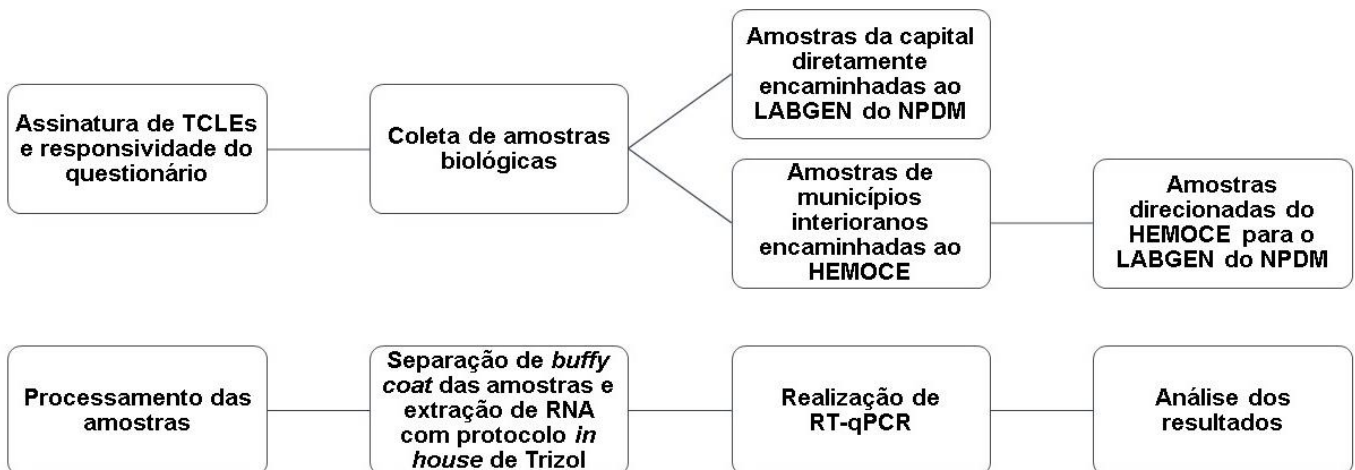 Assinatura de TCLEs
e responsividade do
questionário
Coleta de amostras
biológicas
Amostras da capital
diretamente
encaminhadas ao
LABGEN do NPDM
Amostras de
municípios
interioranos
encaminhadas ao
HEMOCE
Amostras
direcionadas do
HEMOCE para o
LABGEN do NPDM
Processamento das
amostras
Separação de buffy
coat das amostras e
extração de RNA
com protocolo in
house de Trizol
Realização de
RT-qPCR
Análise dos
resultados